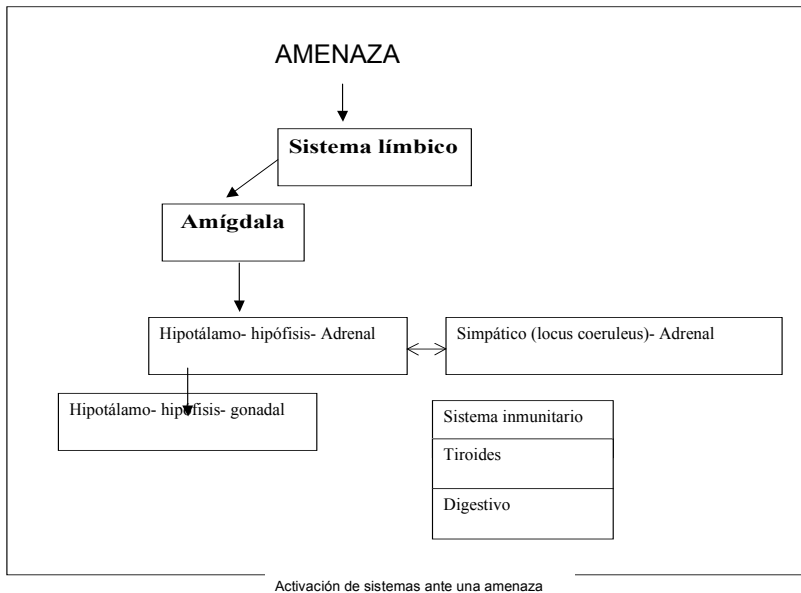 AMENAZA
Sistema límbico
Amígdala
Hipotálamo- hipófisis- Adrenal
Simpático (locus coeruleus)- Adrenal
Hipotálamo- hipófisis- gonadal
Sistema inmunitario
Tiroides
Digestivo
Activación de sistemas ante una amenaza